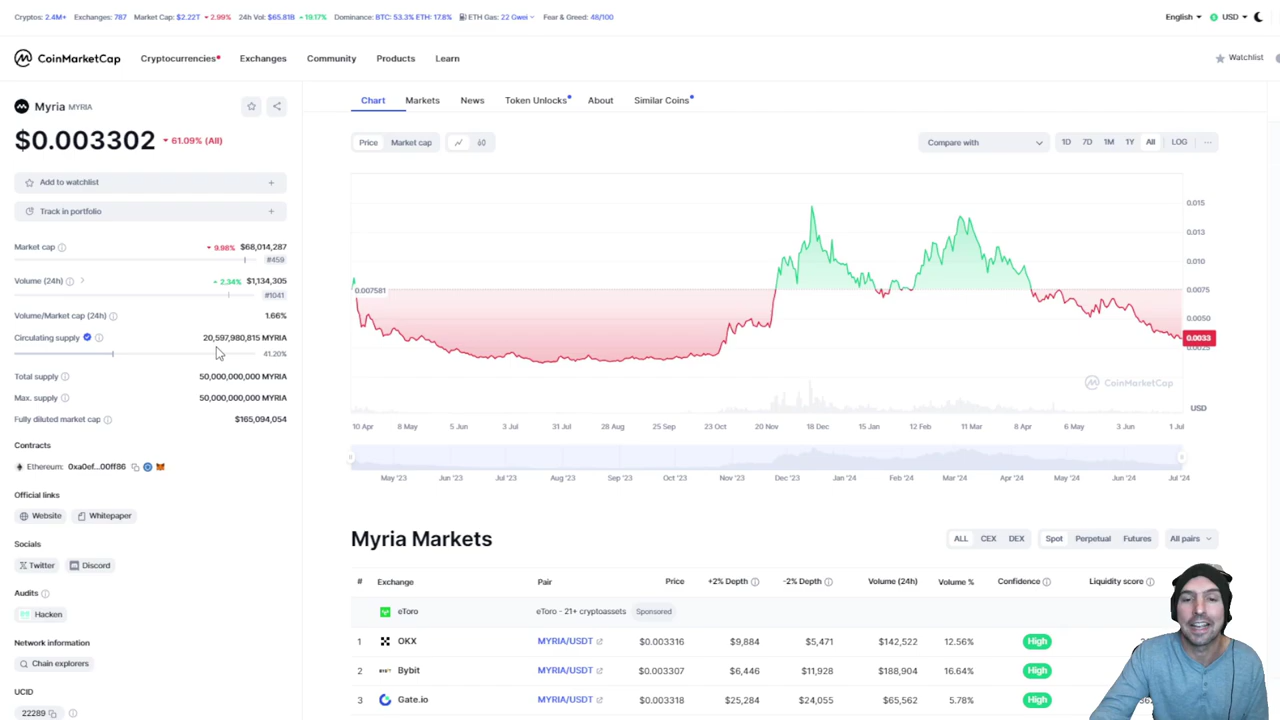 Cryptos: 2.4M+ Exchanges: 787 Market Cap: $2.22T 2.99% 24h Vol: $65.81B 19.17% Dominance: BTC: 53.3% ETH: 17.8% ETH Gas: 22 Gwei Fear & Greed: 48/100 English USD
CoinMarketCap Cryptocurrencies Exchanges Community Products Learn Watchlist
Myria MYRIA
$0.003302 61.09% (All)
Add to watchlist +
Track in portfolio +
Market cap 9.98% $68,014,287
#459
Volume (24h) 2.34% $1,134,305
#1041
Volume/Market cap (24h) 1.66%
Circulating supply 20,597,980,815 MYRIA
41.20%
Total supply 50,000,000,000 MYRIA
Max. supply 50,000,000,000 MYRIA
Fully diluted market cap $165,094,054
Contracts
Ethereum: 0xa0ef...00ff86
Official links
Website Whitepaper
Socials
Twitter Discord
Audits
Hacken
Network information
Chain explorers
UCID
22289
Chart Markets News Token Unlocks About Similar Coins
Price Market cap Compare with 1D 7D 1M 1Y All LOG ...
0.015
0.013
0.010
0.007581 0.0075
0.0050
0.0033
CoinMarketCap
USD
10 Apr 8 May 5 Jun 3 Jul 31 Jul 28 Aug 25 Sep 23 Oct 20 Nov 18 Dec 15 Jan 12 Feb 11 Mar 8 Apr 6 May 3 Jun 1 Jul
May '23 Jun '23 Jul '23 Aug '23 Sep '23 Oct '23 Nov '23 Dec '23 Jan '24 Feb '24 Mar '24 Apr '24 May '24 Jun '24 Jul '24
Myria Markets ALL CEX DEX Spot Perpetual Futures All pairs
# Exchange Pair Price +2% Depth -2% Depth Volume (24h) Volume % Confidence Liquidity score
eToro eToro - 21+ cryptoassets Sponsored
1 OKX MYRIA/USDT $0.003316 $9,884 $5,471 $142,522 12.56% High
2 Bybit MYRIA/USDT $0.003307 $6,446 $11,928 $188,904 16.64% High
3 Gate.io MYRIA/USDT $0.003318 $25,284 $24,055 $65,562 5.78% High